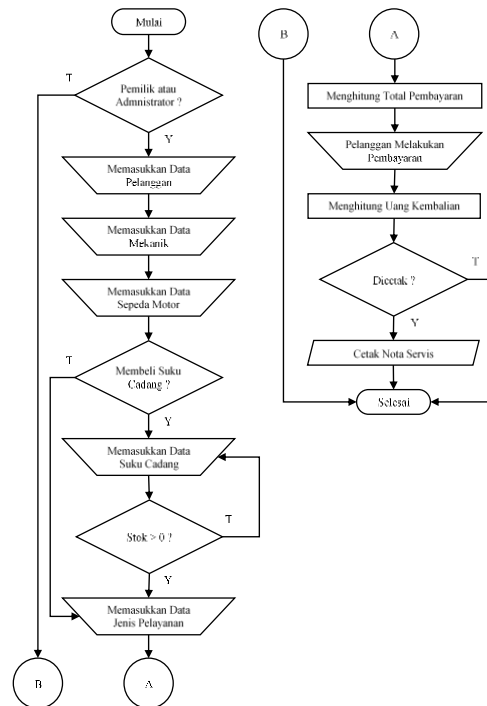 Mulai
T
Pemilik atau
Admnistrator ?
Y
Memasukkan Data
Pelanggan
Memasukkan Data
Mekanik
Memasukkan Data
Sepeda Motor
T
Membeli Suku
Cadang ?
Y
Memasukkan Data
Suku Cadang
T
Stok > 0 ?
Y
Memasukkan Data
Jenis Pelayanan
B
A
B
A
Menghitung Total Pembayaran
Pelanggan Melakukan
Pembayaran
Menghitung Uang Kembalian
T
Dicetak ?
Y
Cetak Nota Servis
Selesai